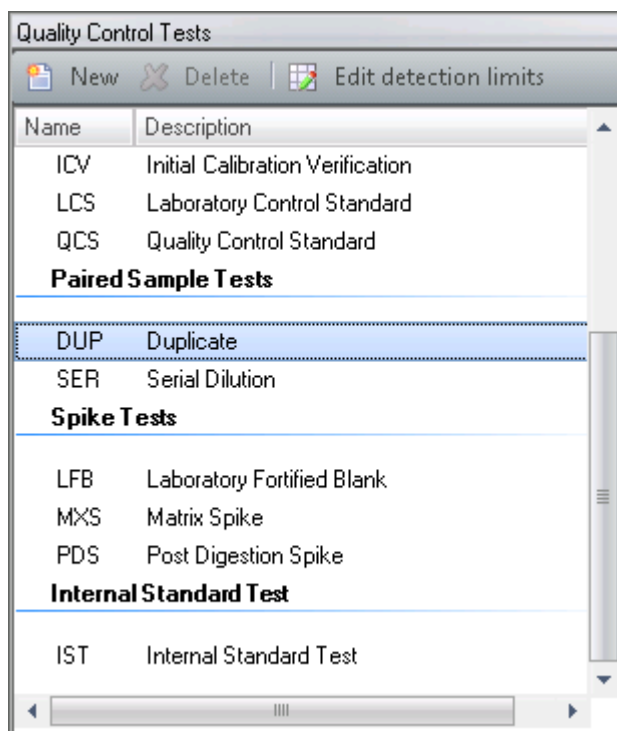 Quality Control Tests
New Delete Edit detection limits
Name Description
ICV Initial Calibration Verification
LCS Laboratory Control Standard
QCS Quality Control Standard
Paired Sample Tests
DUP Duplicate
SER Serial Dilution
Spike Tests
LFB Laboratory Fortified Blank
MXS Matrix Spike
PDS Post Digestion Spike
Internal Standard Test
IST Internal Standard Test